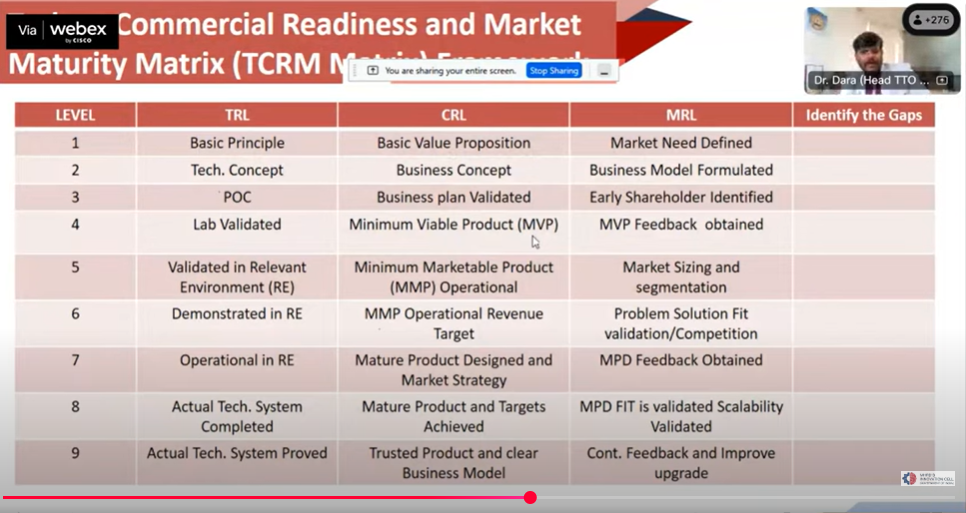 Via webex
by CISCO
Commercial Readiness and Market
Maturity Matrix (TCRM Matrix) Framework
You are sharing your entire screen. Stop Sharing
+276
Dr. Dara (Head TTO ...
LEVEL TRL CRL MRL Identify the Gaps
1 Basic Principle Basic Value Proposition Market Need Defined
2 Tech. Concept Business Concept Business Model Formulated
3 POC Business plan Validated Early Shareholder Identified
4 Lab Validated Minimum Viable Product (MVP) MVP Feedback obtained
5 Validated in Relevant Environment (RE) Minimum Marketable Product (MMP) Operational Market Sizing and segmentation
6 Demonstrated in RE MMP Operational Revenue Target Problem Solution Fit validation/Competition
7 Operational in RE Mature Product Designed and Market Strategy MPD Feedback Obtained
8 Actual Tech. System Completed Mature Product and Targets Achieved MPD FIT is validated Scalability Validated
9 Actual Tech. System Proved Trusted Product and clear Business Model Cont. Feedback and Improve upgrade